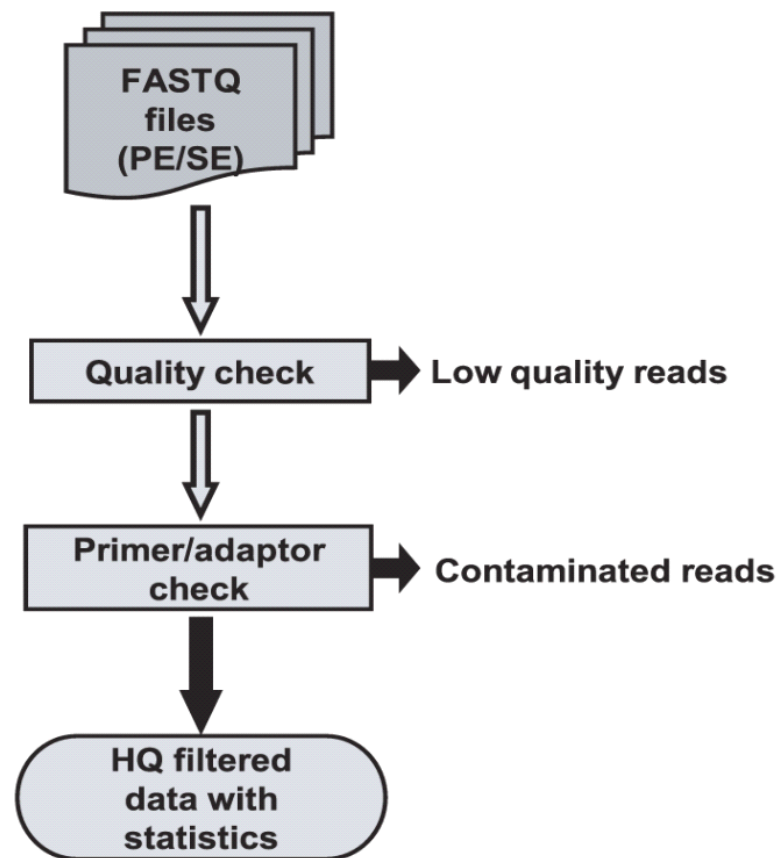 FASTQ
files
(PE/SE)
Quality check
Low quality reads
Primer/adaptor
check
Contaminated reads
HQ filtered
data with
statistics